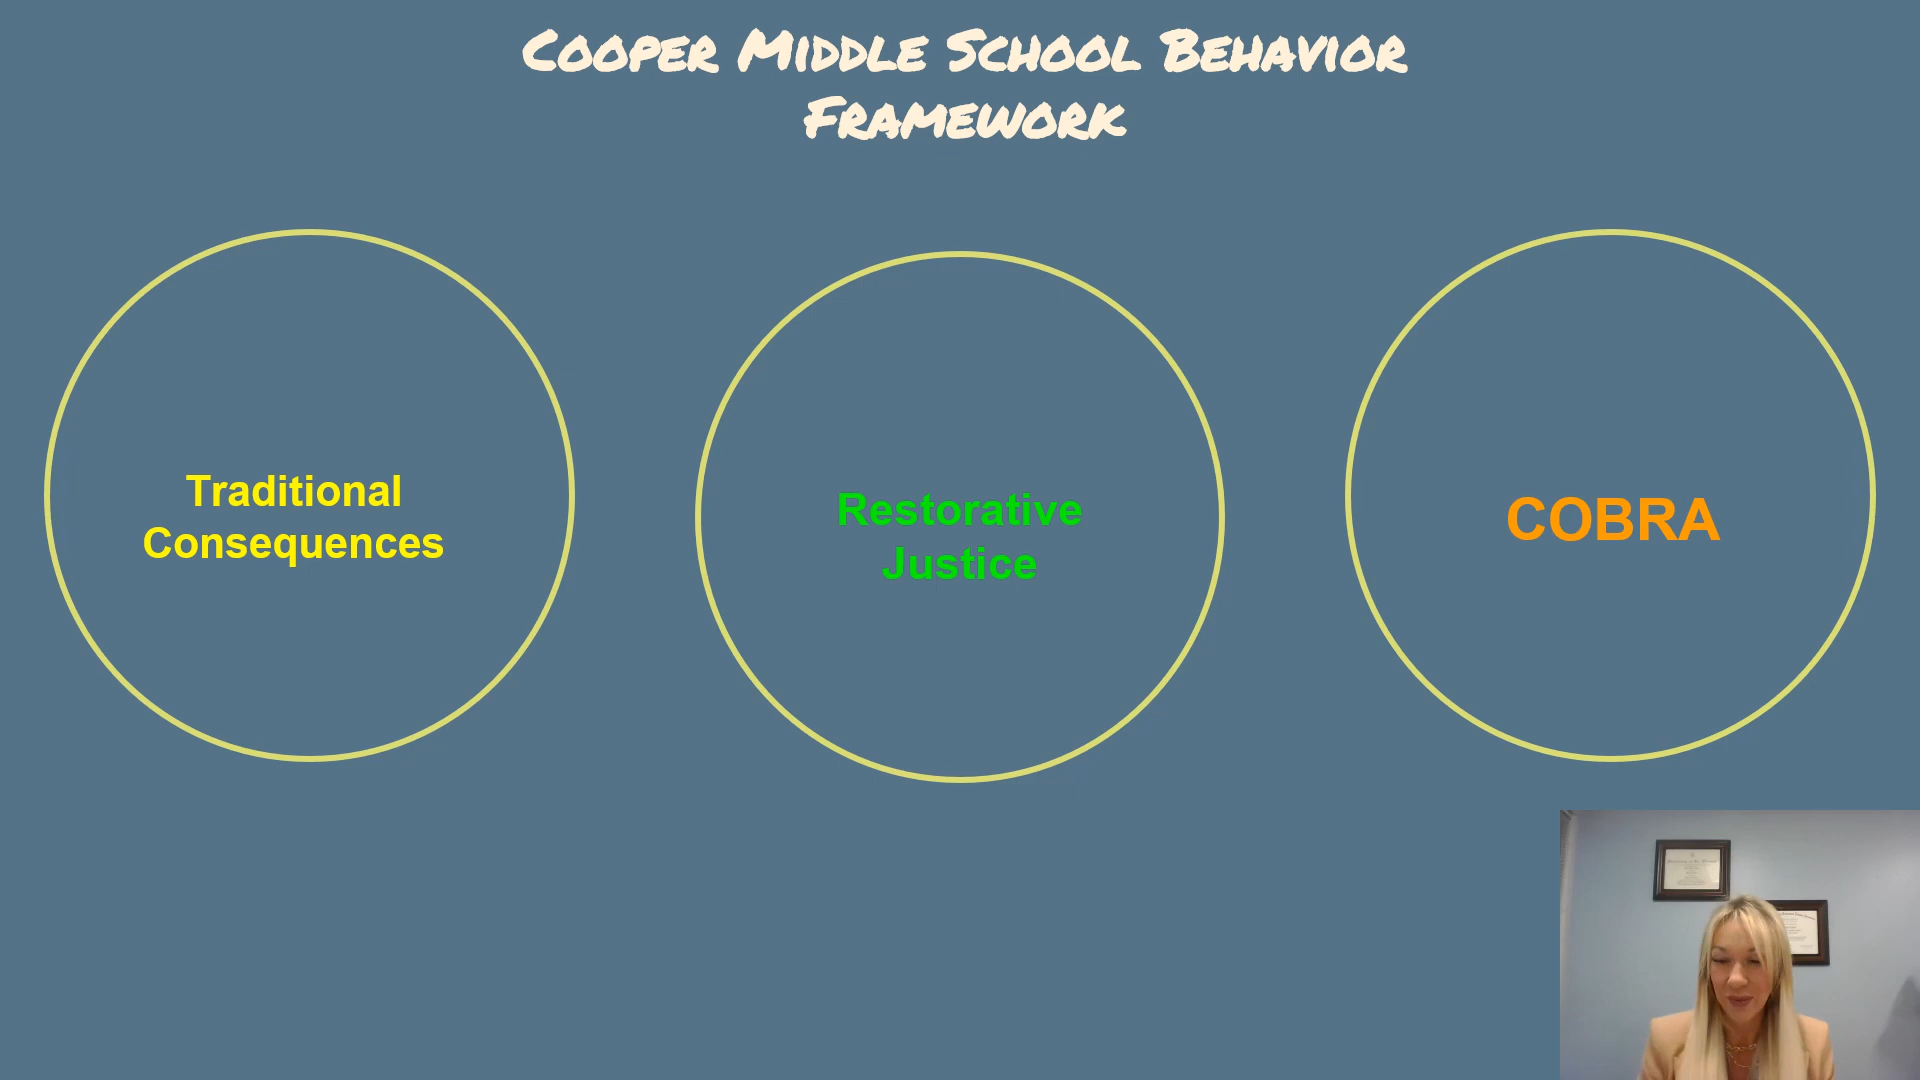 Cooper Middle School Behavior
Framework
Traditional
Consequences
Restorative
Justice
COBRA